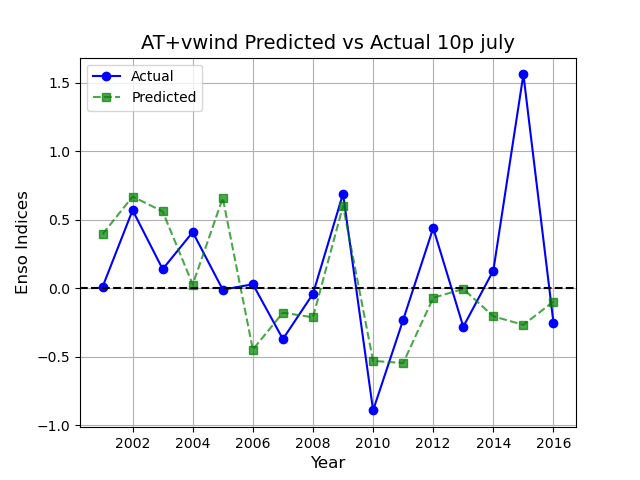 AT+vwind Predicted vs Actual 10p july
Actual
Predicted
1.5
1.0
0.5
0.0
−0.5
−1.0
Enso Indices
2002 2004 2006 2008 2010 2012 2014 2016
Year